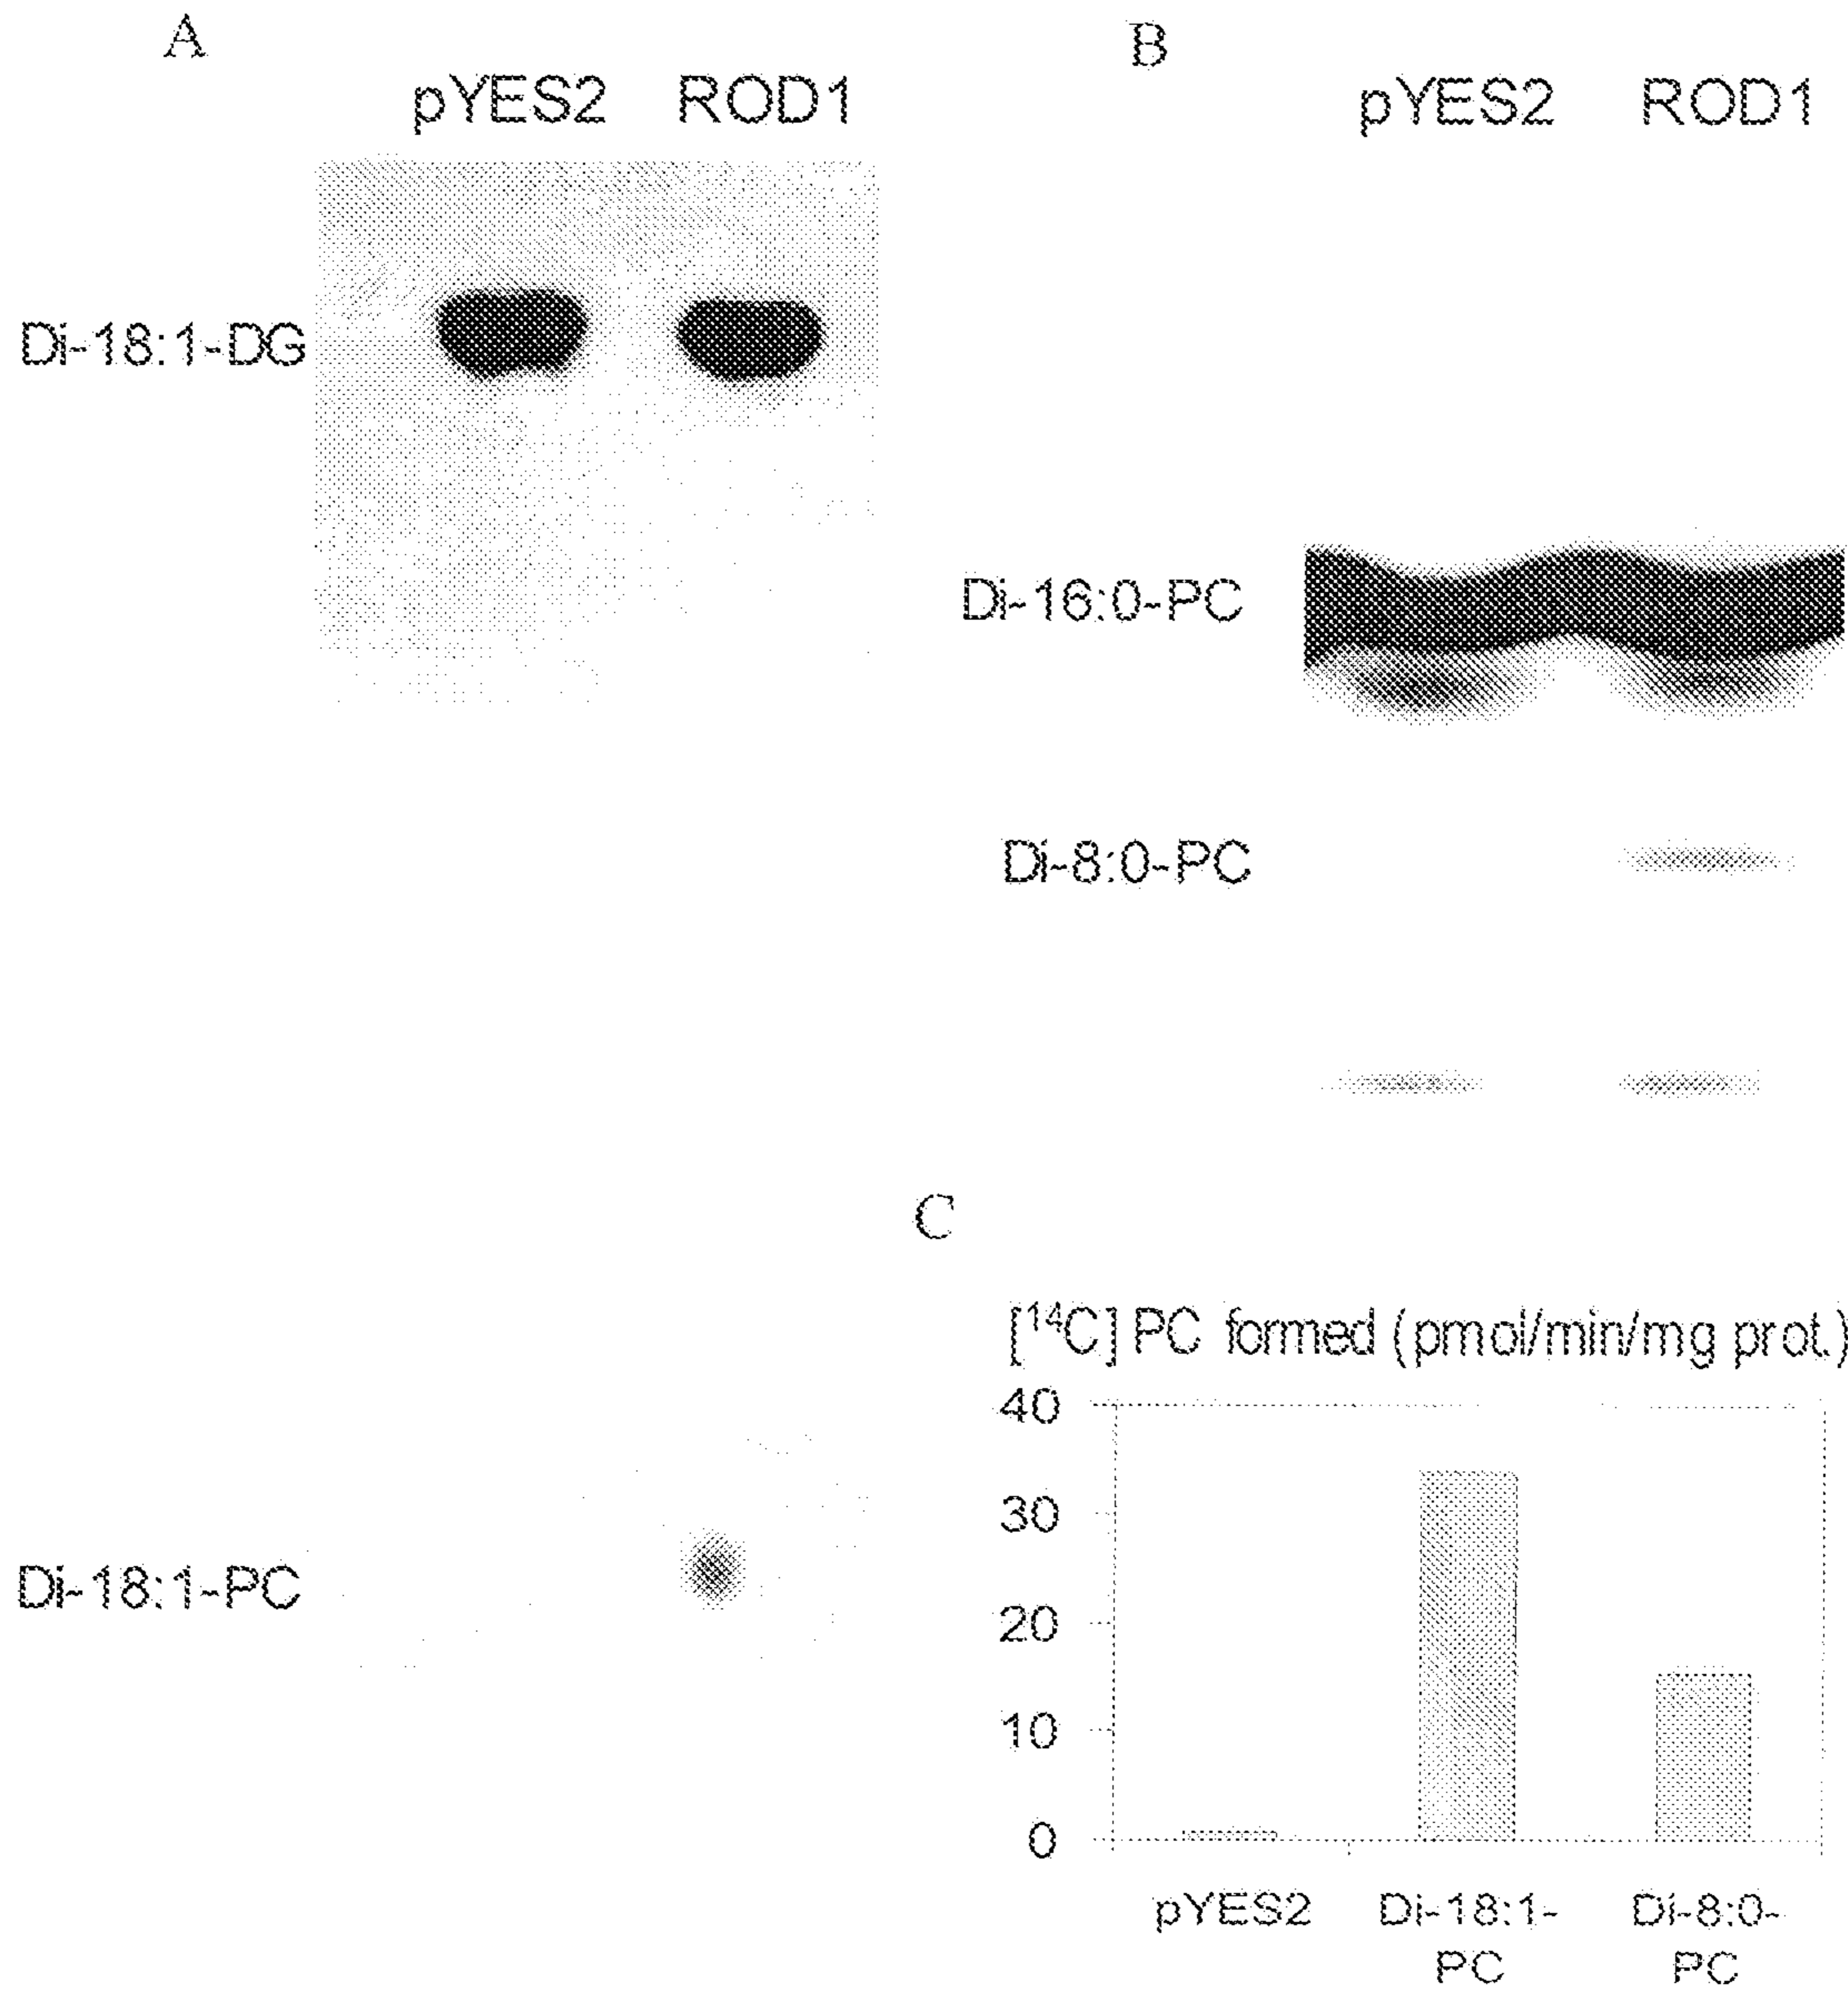 A
pYES2 ROD1
Di-18:1-DG
Di-18:1-PC
B
pYES2 ROD1
Di-16:0-PC
Di-8:0-PC
C
[¹⁴C] PC formed (pmol/min/mg prot.)
40
30
20
10
0
pYES2 Di-18:1-PC Di-8:0-PC